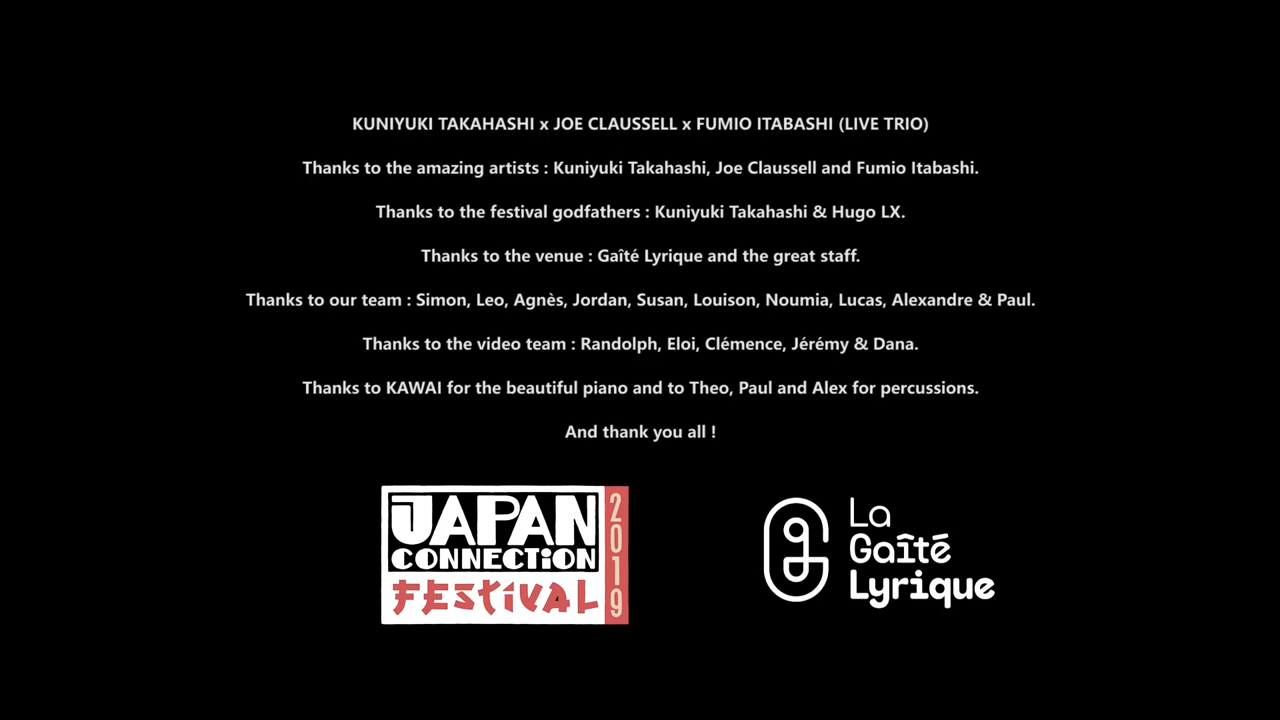 KUNIYUKI TAKAHASHI x JOE CLAUSSELL x FUMIO ITABASHI (LIVE TRIO)
Thanks to the amazing artists : Kuniyuki Takahashi, Joe Claussell and Fumio Itabashi.
Thanks to the festival godfathers : Kuniyuki Takahashi & Hugo LX.
Thanks to the venue : Gaîté Lyrique and the great staff.
Thanks to our team : Simon, Leo, Agnès, Jordan, Susan, Louison, Noumia, Lucas, Alexandre & Paul.
Thanks to the video team : Randolph, Eloi, Clémence, Jérémy & Dana.
Thanks to KAWAI for the beautiful piano and to Theo, Paul and Alex for percussions.
And thank you all !
JAPAN
CONNECTiON
FESTIVAL
2019
La
Gaîté
Lyrique